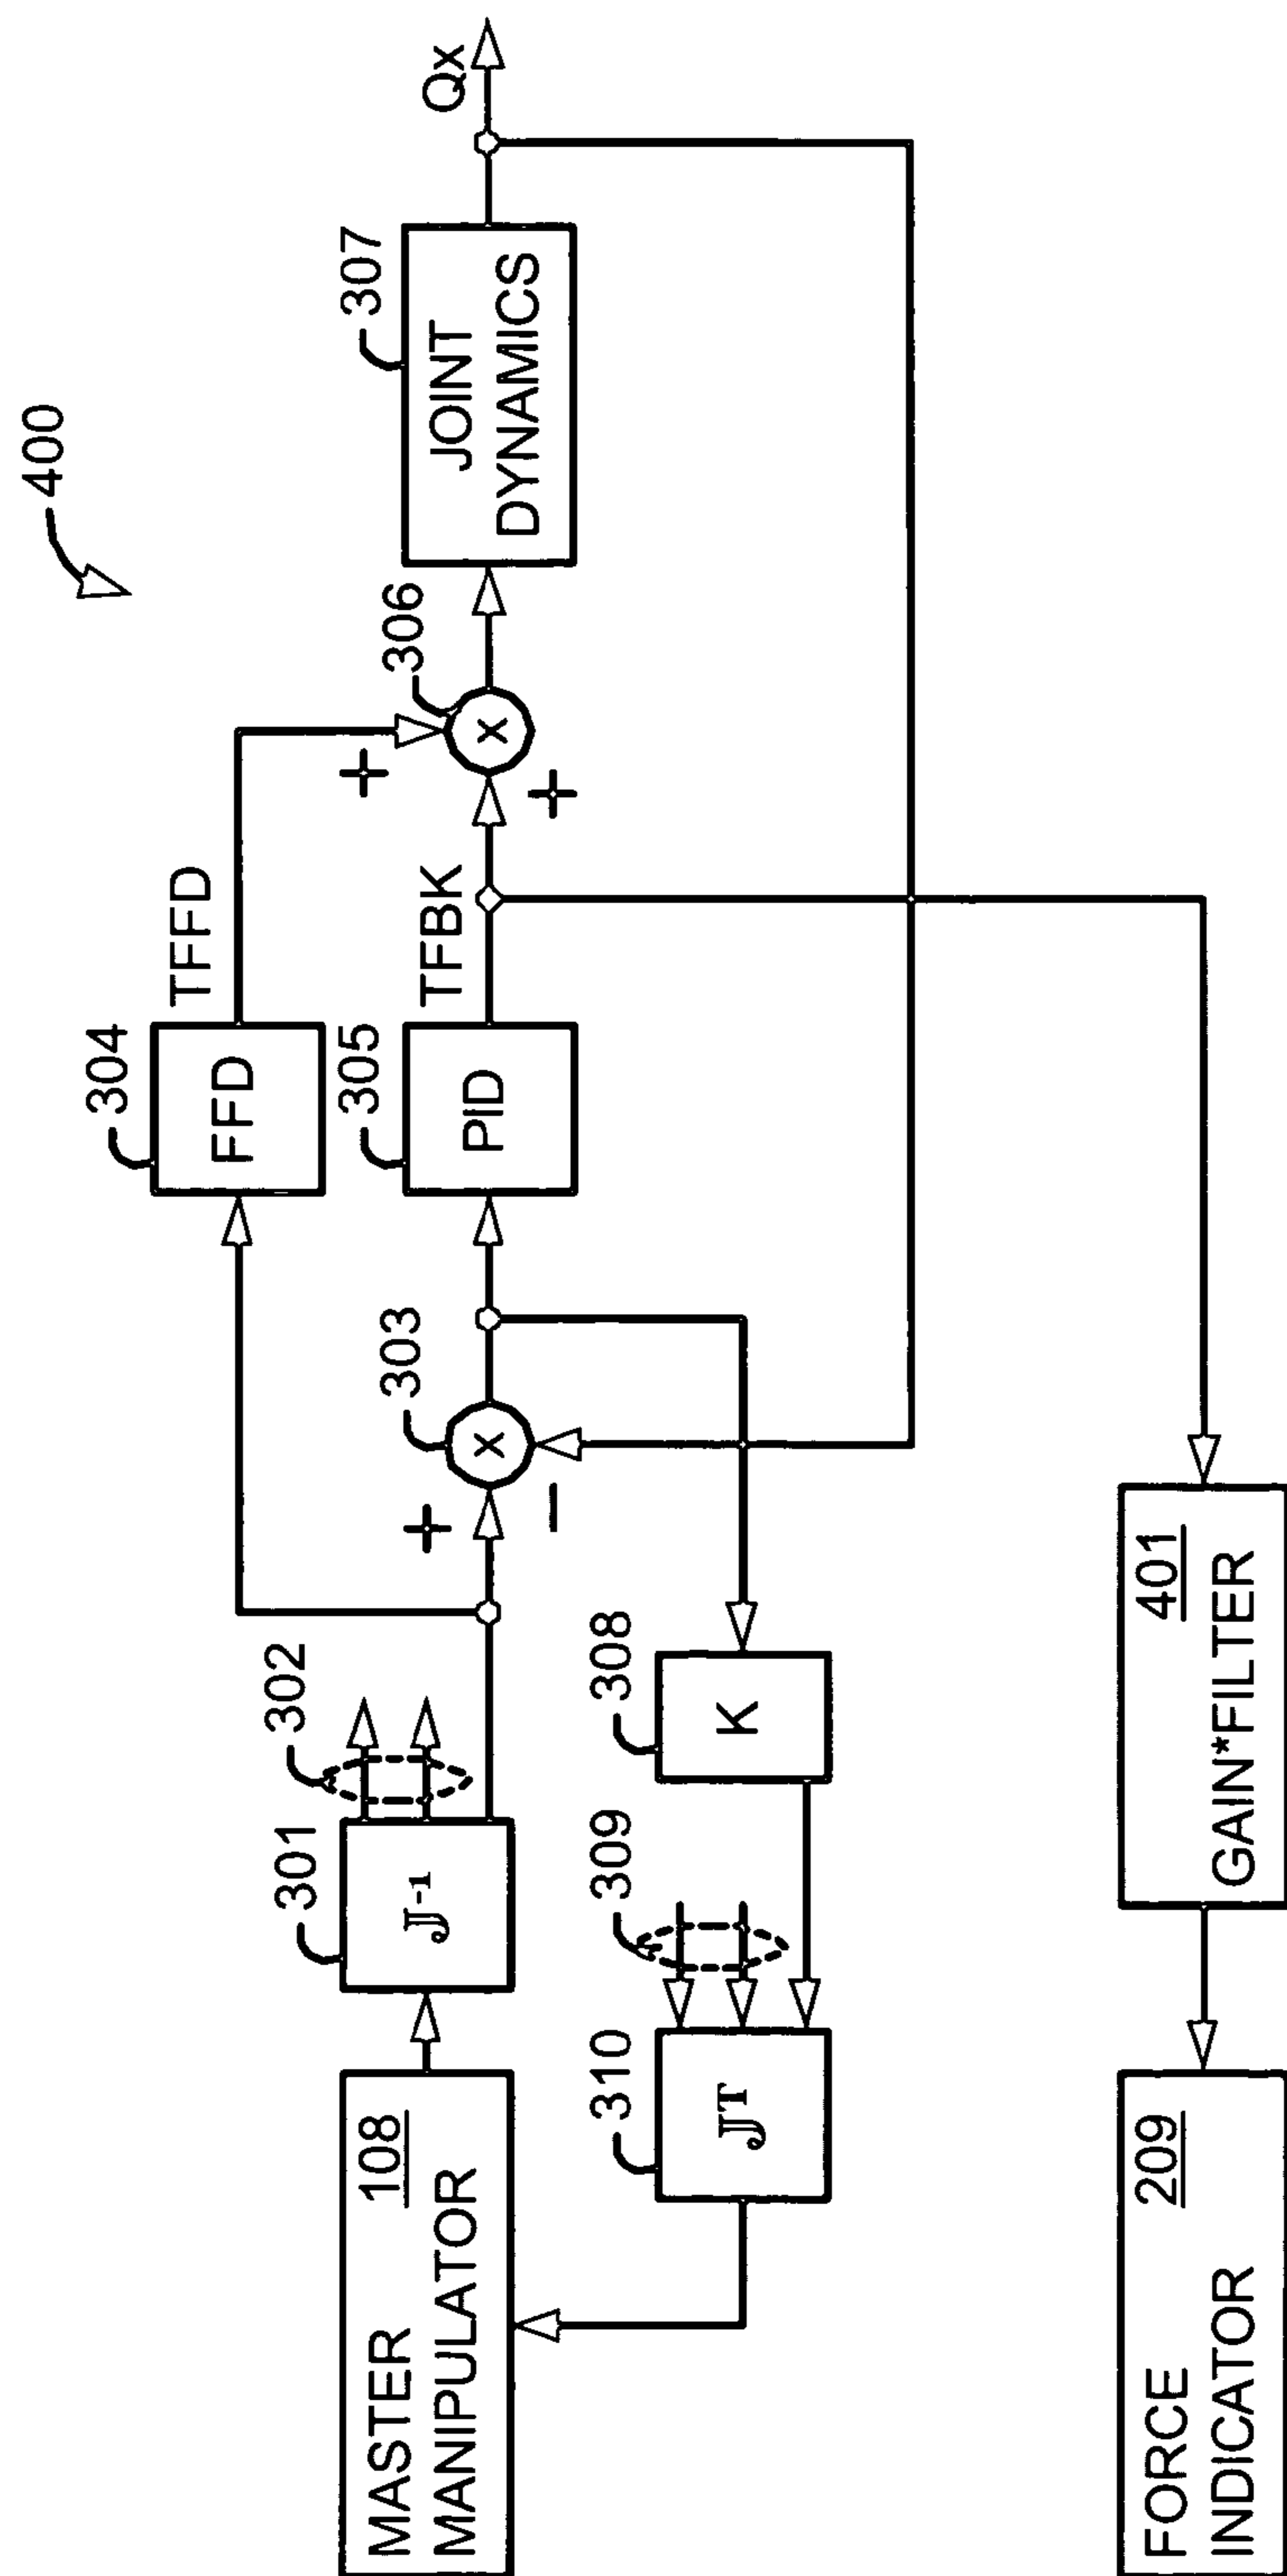 400
TFFD
304
FFD
306
307
Qx
302
303
305
TFBK
301
+
+
J-1
X
PID
X
JOINT
DYNAMICS
108
MASTER
MANIPULATOR
−
+
310
309
308
JT
K
209
FORCE
INDICATOR
401
GAIN*FILTER